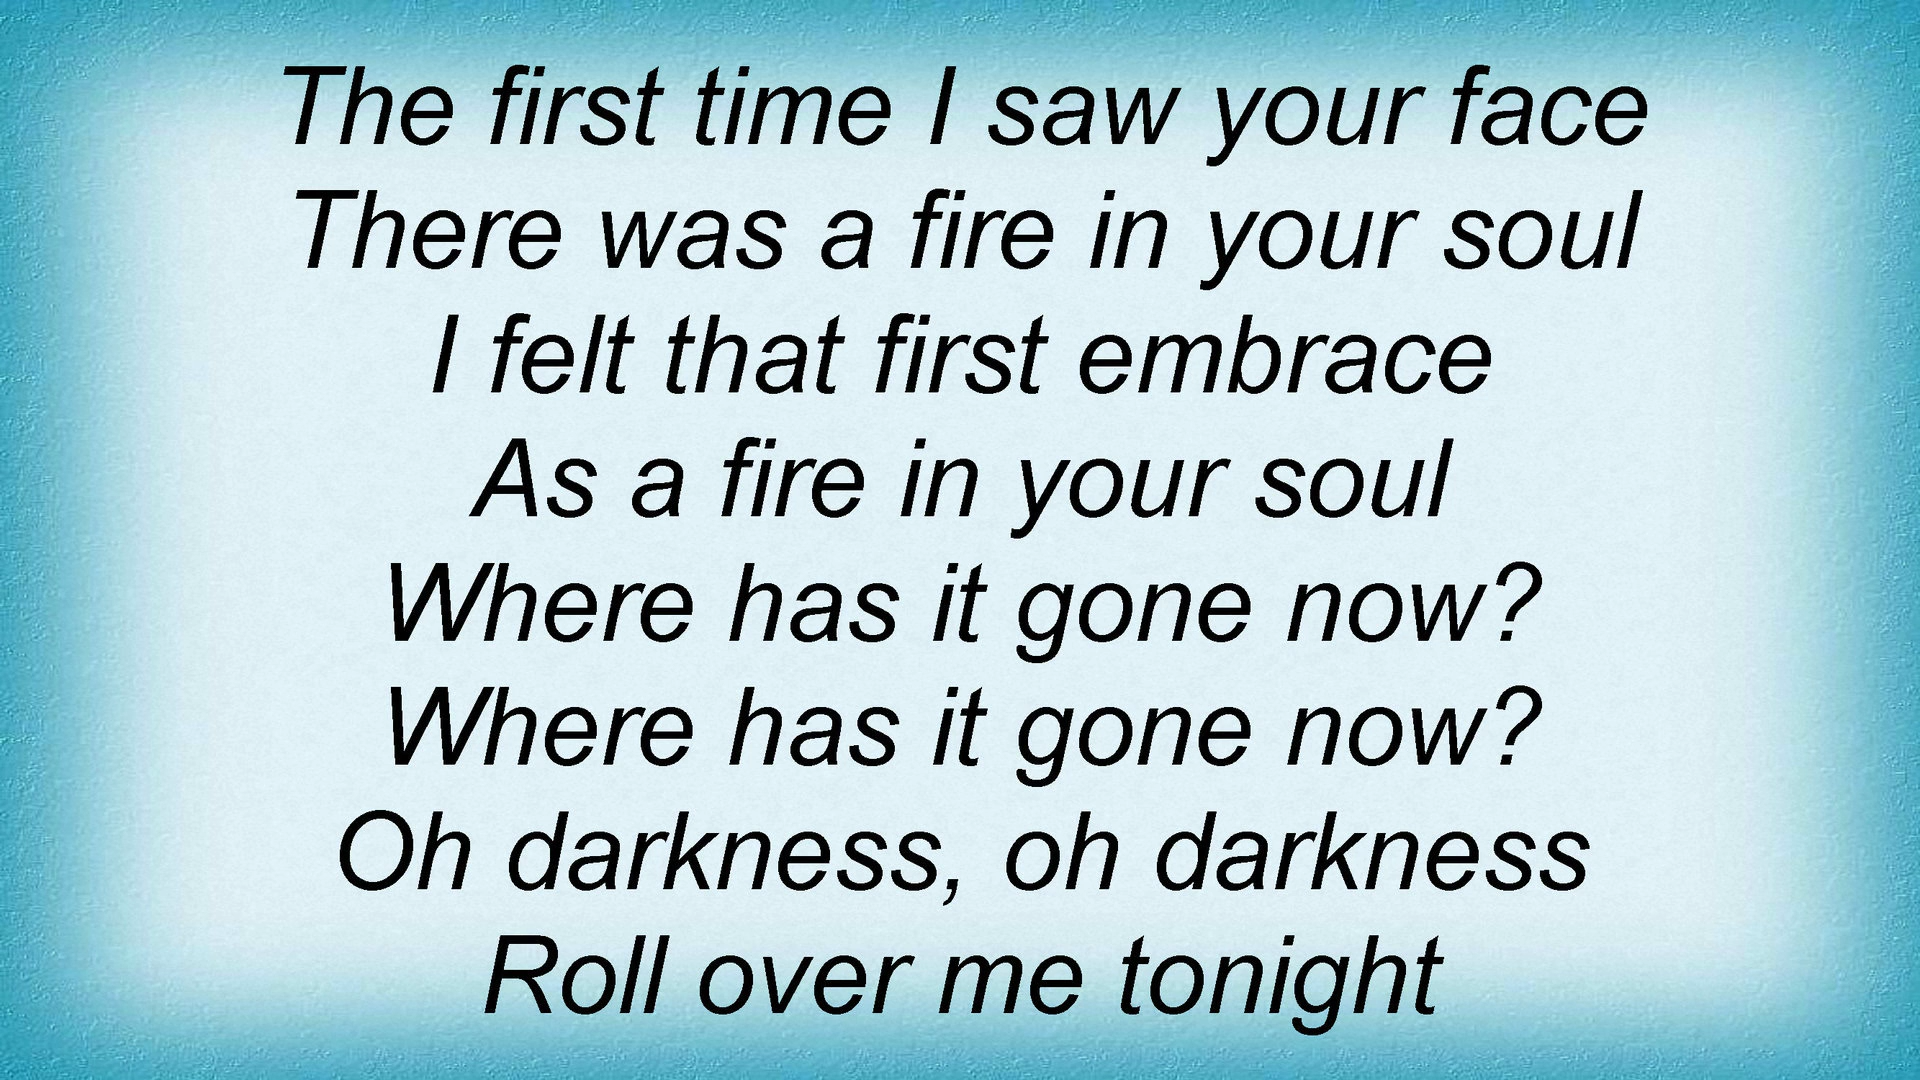 The first time I saw your face
There was a fire in your soul
I felt that first embrace
As a fire in your soul
Where has it gone now?
Where has it gone now?
Oh darkness, oh darkness
Roll over me tonight